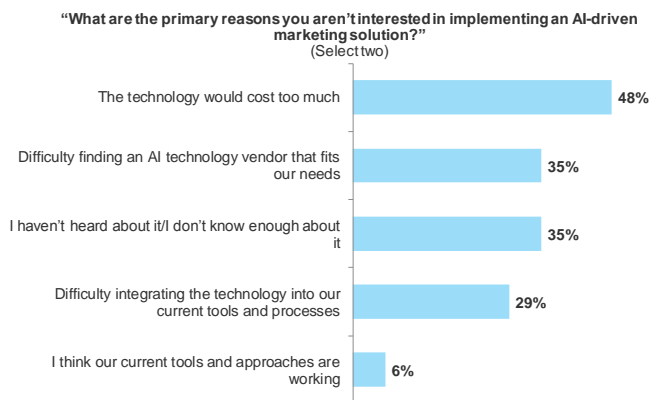 “What are the primary reasons you aren’t interested in implementing an AI-driven
marketing solution?”
(Select two)
The technology would cost too much
48%
Difficulty finding an AI technology vendor that fits
our needs
35%
I haven’t heard about it/I don’t know enough about
it
35%
Difficulty integrating the technology into our
current tools and processes
29%
I think our current tools and approaches are
working
6%